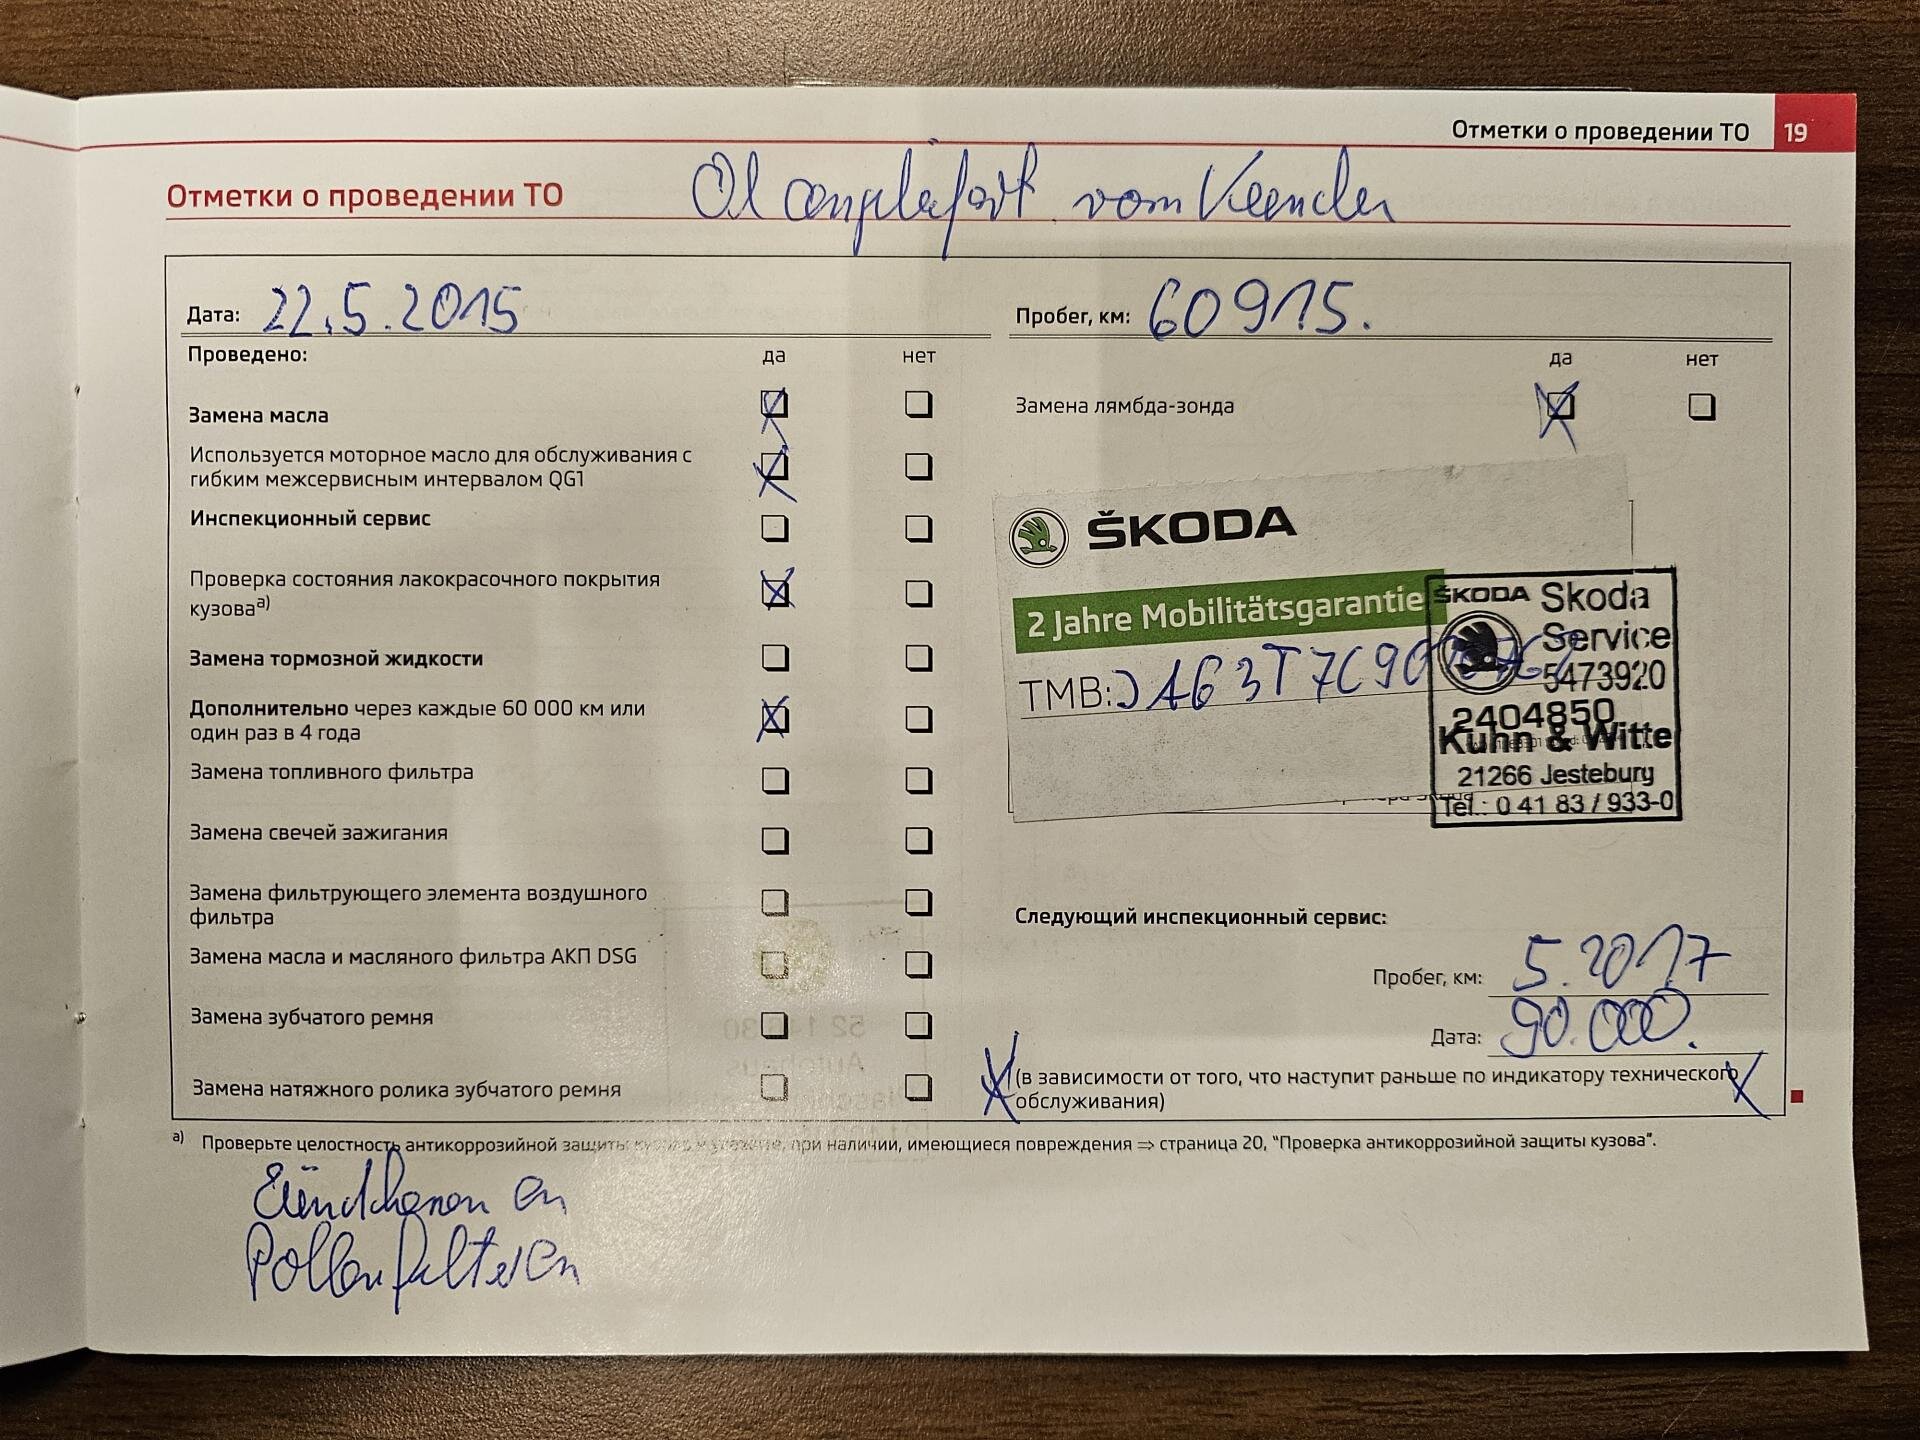 Отметки о проведении ТО 19
Отметки о проведении ТО
Öl angeliefert vom Kunden
Дата: 22.5.2015
Пробег, км: 60915.
Проведено: да нет
да нет
Замена масла
Замена лямбда-зонда
Используется моторное масло для обслуживания с
гибким межсервисным интервалом QG1
Инспекционный сервис
Проверка состояния лакокрасочного покрытия
кузоваa)
Замена тормозной жидкости
Дополнительно через каждые 60 000 км или
один раз в 4 года
Замена топливного фильтра
Замена свечей зажигания
Замена фильтрующего элемента воздушного
фильтра
Замена масла и масляного фильтра АКП DSG
Замена зубчатого ремня
Замена натяжного ролика зубчатого ремня
ŠKODA
2 Jahre Mobilitätsgarantie
TMB:
ŠKODA Skoda
Service
5473920
2404850
Kuhn & Witte
21266 Jesteburg
Tel.: 0 41 83 / 933-0
Следующий инспекционный сервис:
Пробег, км: 5.2017
Дата: 90.000.
(в зависимости от того, что наступит раньше по индикатору технического
обслуживания)
a) Проверьте целостность антикоррозийной защиты при наличии, имеющиеся повреждения ⇒ страница 20, "Проверка антикоррозийной защиты кузова".
Pollenfilter